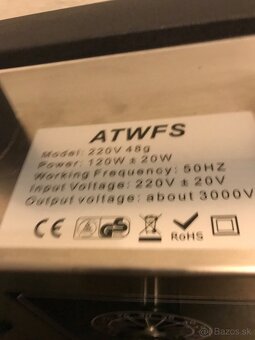 ATWFS
Model: 220V 48g
Power: 120W ± 20W
Working Frequency: 50HZ
Input Voltage: 220V ± 20V
Output voltage: about 3000V
CE
RoHS
bazos.sk